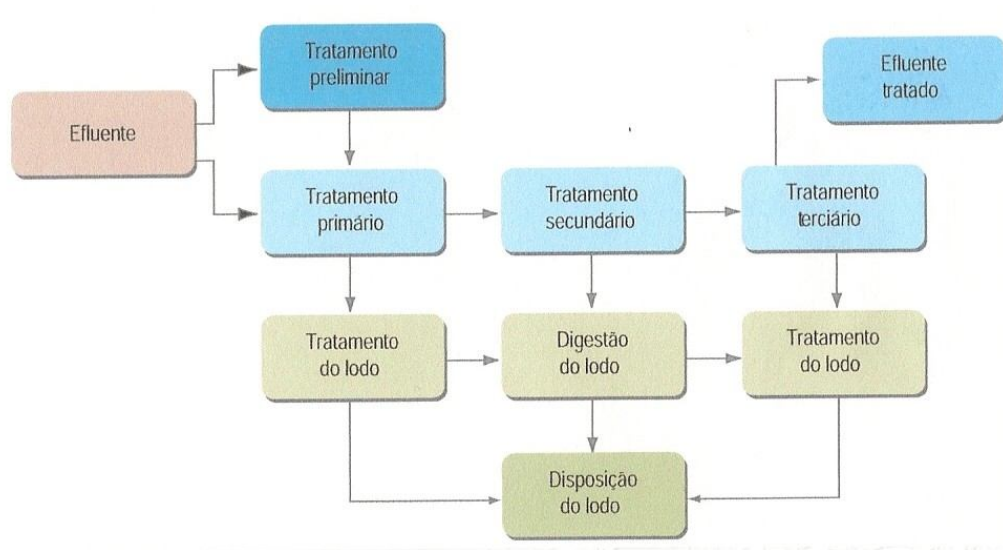 Tratamento
preliminar
Efluente
tratado
Efluente
Tratamento
primário
Tratamento
secundário
Tratamento
terciário
Tratamento
do lodo
Digestão
do lodo
Tratamento
do lodo
Disposição
do lodo